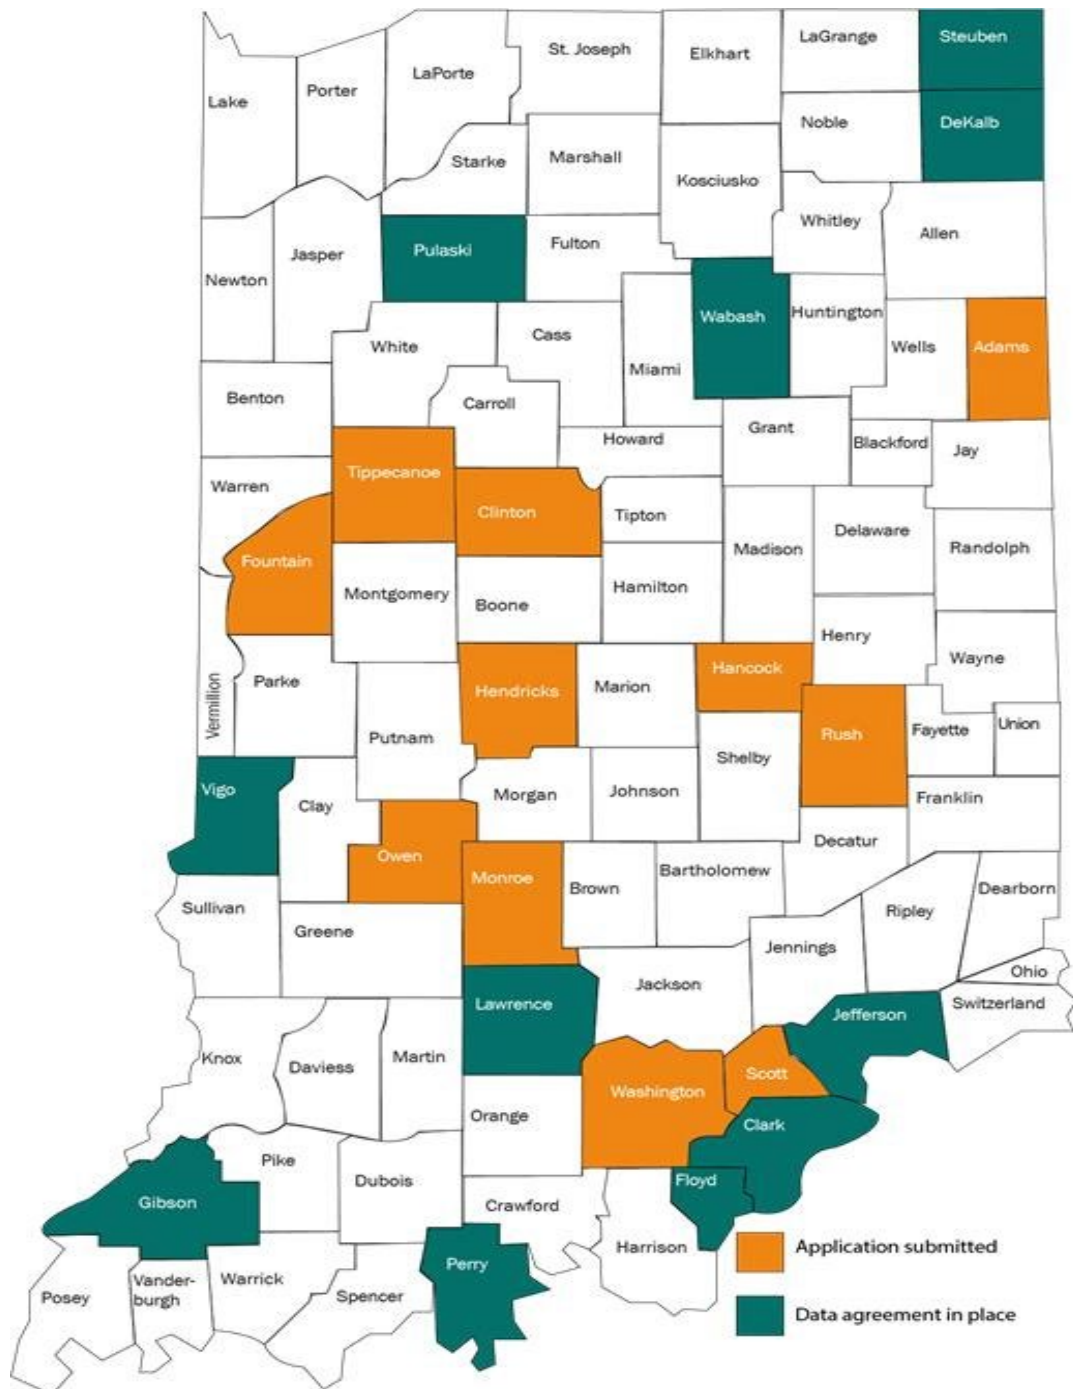 St. Joseph
Elkhart
LaGrange
Steuben
LaPorte
Porter
Lake
Noble
DeKalb
Starke
Marshall
Kosciusko
Whitley
Allen
Pulaski
Fulton
Jasper
Newton
Wabash
Huntington
Cass
White
Miami
Wells
Adams
Benton
Carroll
Howard
Grant
Blackford
Jay
Tippecanoe
Warren
Clinton
Tipton
Delaware
Madison
Randolph
Fountain
Montgomery
Boone
Hamilton
Henry
Wayne
Hancock
Vermillion
Parke
Hendricks
Marion
Putnam
Rush
Fayette
Union
Shelby
Vigo
Clay
Morgan
Johnson
Franklin
Decatur
Owen
Monroe
Brown
Bartholomew
Dearborn
Sullivan
Greene
Ripley
Jennings
Ohio
Jackson
Lawrence
Switzerland
Jefferson
Knox
Daviess
Martin
Scott
Washington
Orange
Clark
Pike
Dubois
Floyd
Gibson
Crawford
Harrison
Application submitted
Perry
Warrick
Vander-
burgh
Posey
Spencer
Data agreement in place